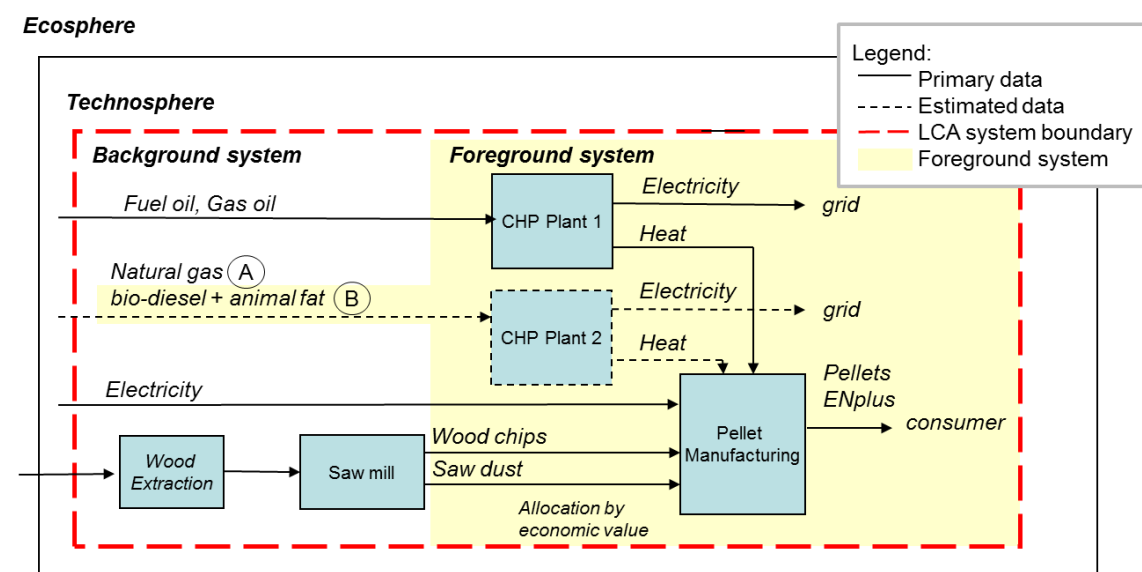 Ecosphere
Legend:
Primary data
Estimated data
LCA system boundary
Foreground system
Technosphere
Background system
Foreground system
Fuel oil, Gas oil
CHP Plant 1
Electricity
grid
Heat
Natural gas A
bio-diesel + animal fat B
CHP Plant 2
Electricity
grid
Heat
Electricity
Pellets
ENplus
consumer
Pellet
Manufacturing
Wood
Extraction
Saw mill
Wood chips
Saw dust
Allocation by
economic value